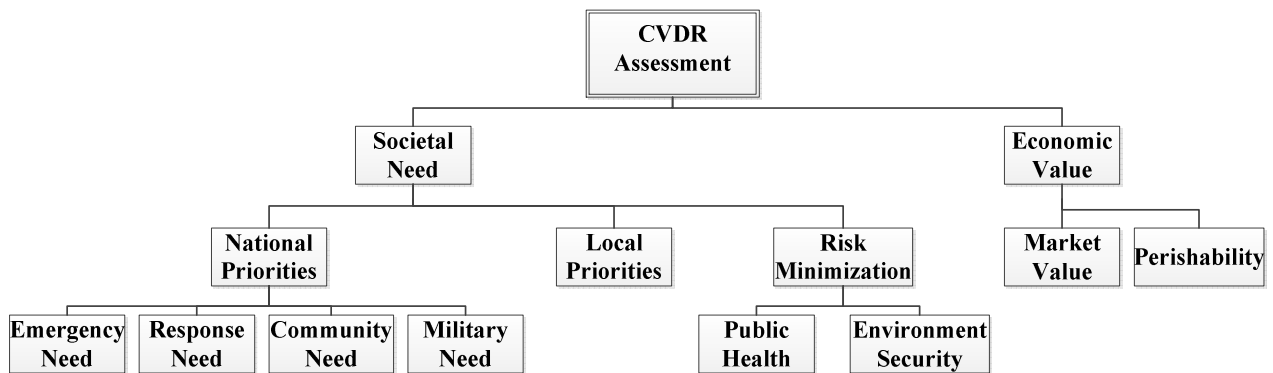 CVDR
Assessment
Societal
Need
Economic
Value
National
Priorities
Local
Priorities
Risk
Minimization
Market
Value
Perishability
Emergency
Need
Response
Need
Community
Need
Military
Need
Public
Health
Environment
Security